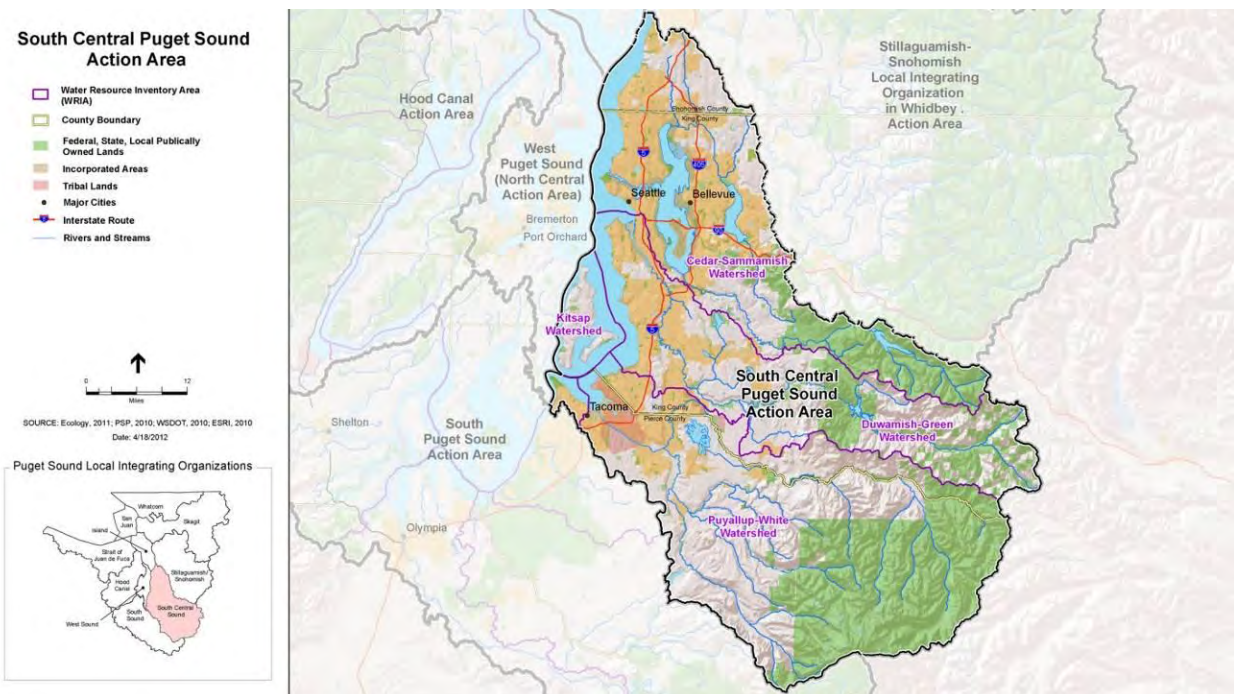 South Central Puget Sound
Action Area
Water Resource Inventory Area
(WRIA)
County Boundary
Federal, State, Local Publically
Owned Lands
Incorporated Areas
Tribal Lands
Major Cities
Interstate Route
Rivers and Streams
0
12
Miles
SOURCE: Ecology, 2011; PSP, 2010; WSDOT, 2010; ESRI, 2010
Date: 4/18/2012
Puget Sound Local Integrating Organizations
Whatcom
San
Juan
Skagit
Island
Strait of
Juan de Fuca
Stillaguamish/
Snohomish
Hood
Canal
South Central
Sound
South
Sound
West Sound
Hood Canal
Action Area
West
Puget Sound
(North Central
Action Area)
Bremerton
Port Orchard
Stillaguamish-
Snohomish
Local Integrating
Organization
in Whidbey .
Action Area
Snohomish County
King County
5
405
Seattle
Bellevue
90
Cedar-Sammamish
Watershed
Kitsap
Watershed
5
South Central
Puget Sound
Action Area
Tacoma
King County
Pierce County
Duwamish-Green
Watershed
Shelton
South
Puget Sound
Action Area
Puyallup-White
Watershed
Olympia